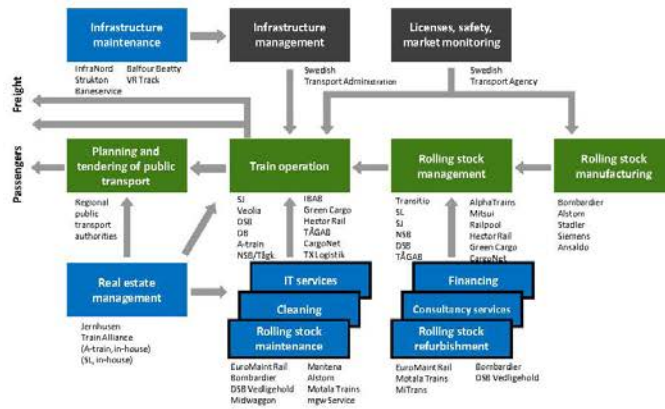 Infrastructure
maintenance
Infrastructure
management
Licenses, safety,
market monitoring
InfraNord
Strukton
Baneservice
Balfour Beatty
VR Track
Swedish
Transport Administration
Swedish
Transport Agency
Freight
Passengers
Planning and
tendering of public
transport
Train operation
Rolling stock
management
Rolling stock
manufacturing
Regional
public
transport
authorities
SJ
Veolia
DSB
DB
A-train
NSB/Tågk.
IBAB
Green Cargo
Hector Rail
TÅGAB
CargoNet
TX Logistik
Transitio
SL
SJ
NSB
DSB
TÅGAB
AlphaTrains
Mitsui
Railpool
Hector Rail
Green Cargo
CargoNet
Bombardier
Alstom
Stadler
Siemens
Ansaldo
Real estate
management
IT services
Cleaning
Rolling stock
maintenance
Financing
Consultancy services
Rolling stock
refurbishment
Jernhusen
Train Alliance
(A-train, in-house)
(SL, in-house)
EuroMaint Rail
Bombardier
DSB Vedligehold
Midwaggon
Mantena
Alstom
Motala Trains
mgw Service
EuroMaint Rail
Motala Trains
MiTrans
Bombardier
DSB Vedligehold